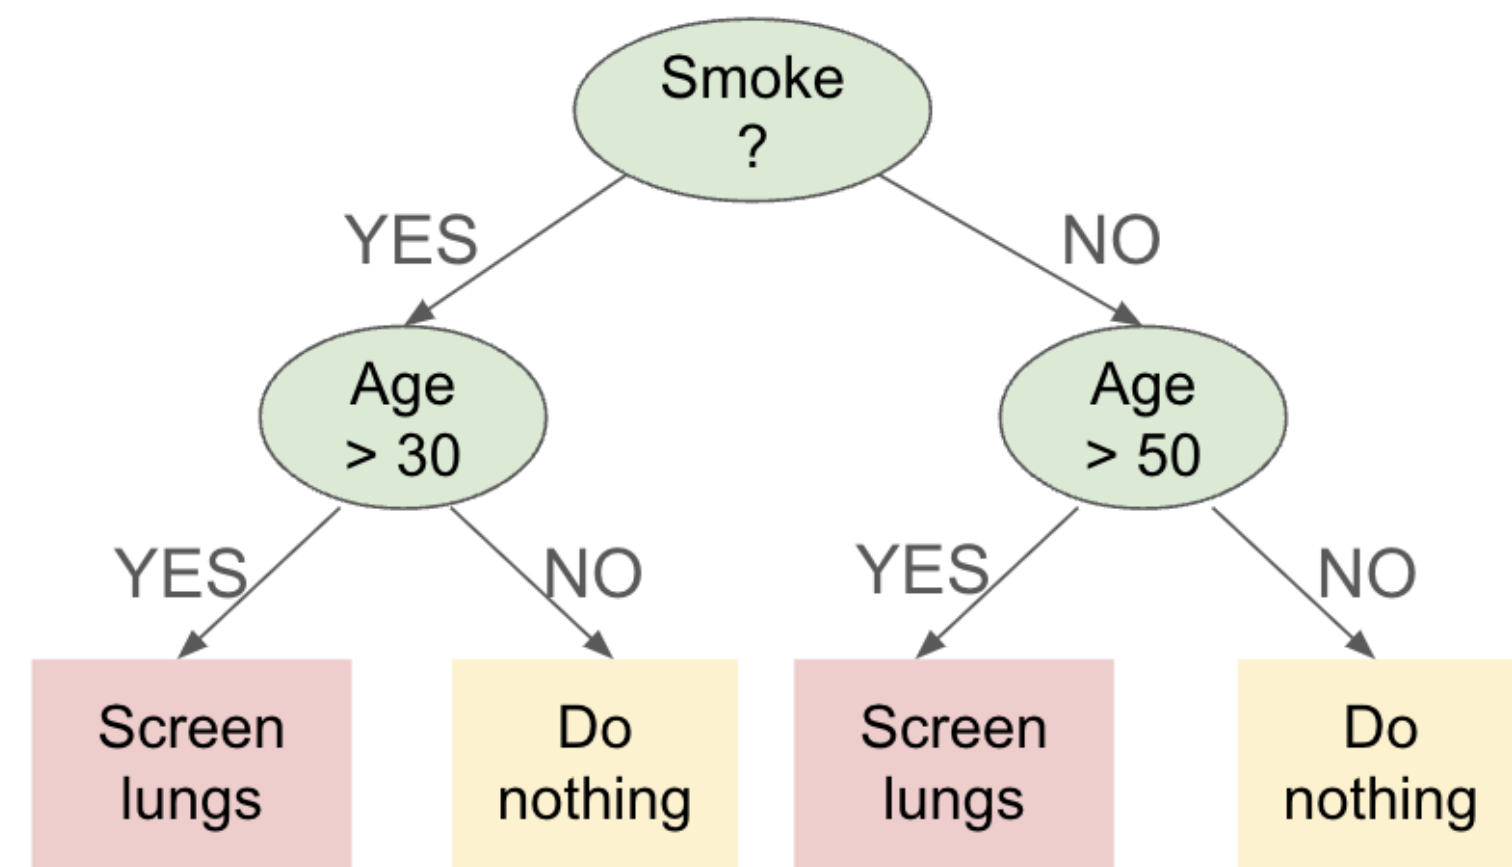 Smoke
?
YES
NO
Age
> 30
Age
> 50
YES
NO
YES
NO
Screen
lungs
Do
nothing
Screen
lungs
Do
nothing